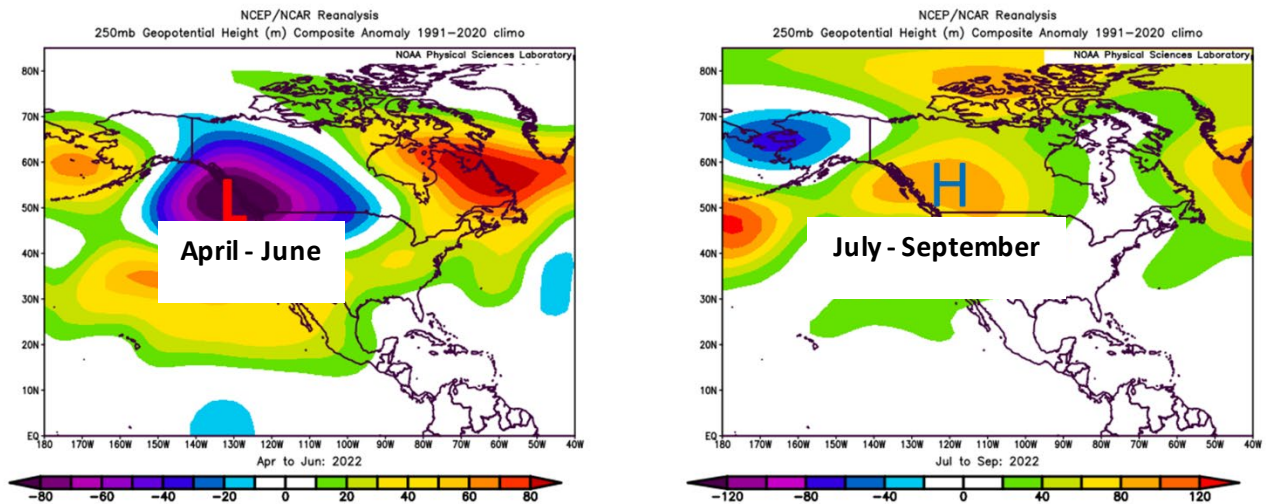 NCEP/NCAR Reanalysis
250mb Geopotential Height (m) Composite Anomaly 1991-2020 climo
NOAA Physical Sciences Laboratory
80N
70N
60N
50N
40N
30N
20N
10N
EQ
L
April - June
180 170W 160W 150W 140W 130W 120W 110W 100W 90W 80W 70W 60W 50W 40W
Apr to Jun: 2022
-80 -60 -40 -20 0 20 40 60 80
NCEP/NCAR Reanalysis
250mb Geopotential Height (m) Composite Anomaly 1991-2020 climo
NOAA Physical Sciences Laboratory
80N
70N
60N
50N
40N
30N
20N
10N
EQ
H
July - September
180 170W 160W 150W 140W 130W 120W 110W 100W 90W 80W 70W 60W 50W 40W
Jul to Sep: 2022
-120 -80 -40 0 40 80 120